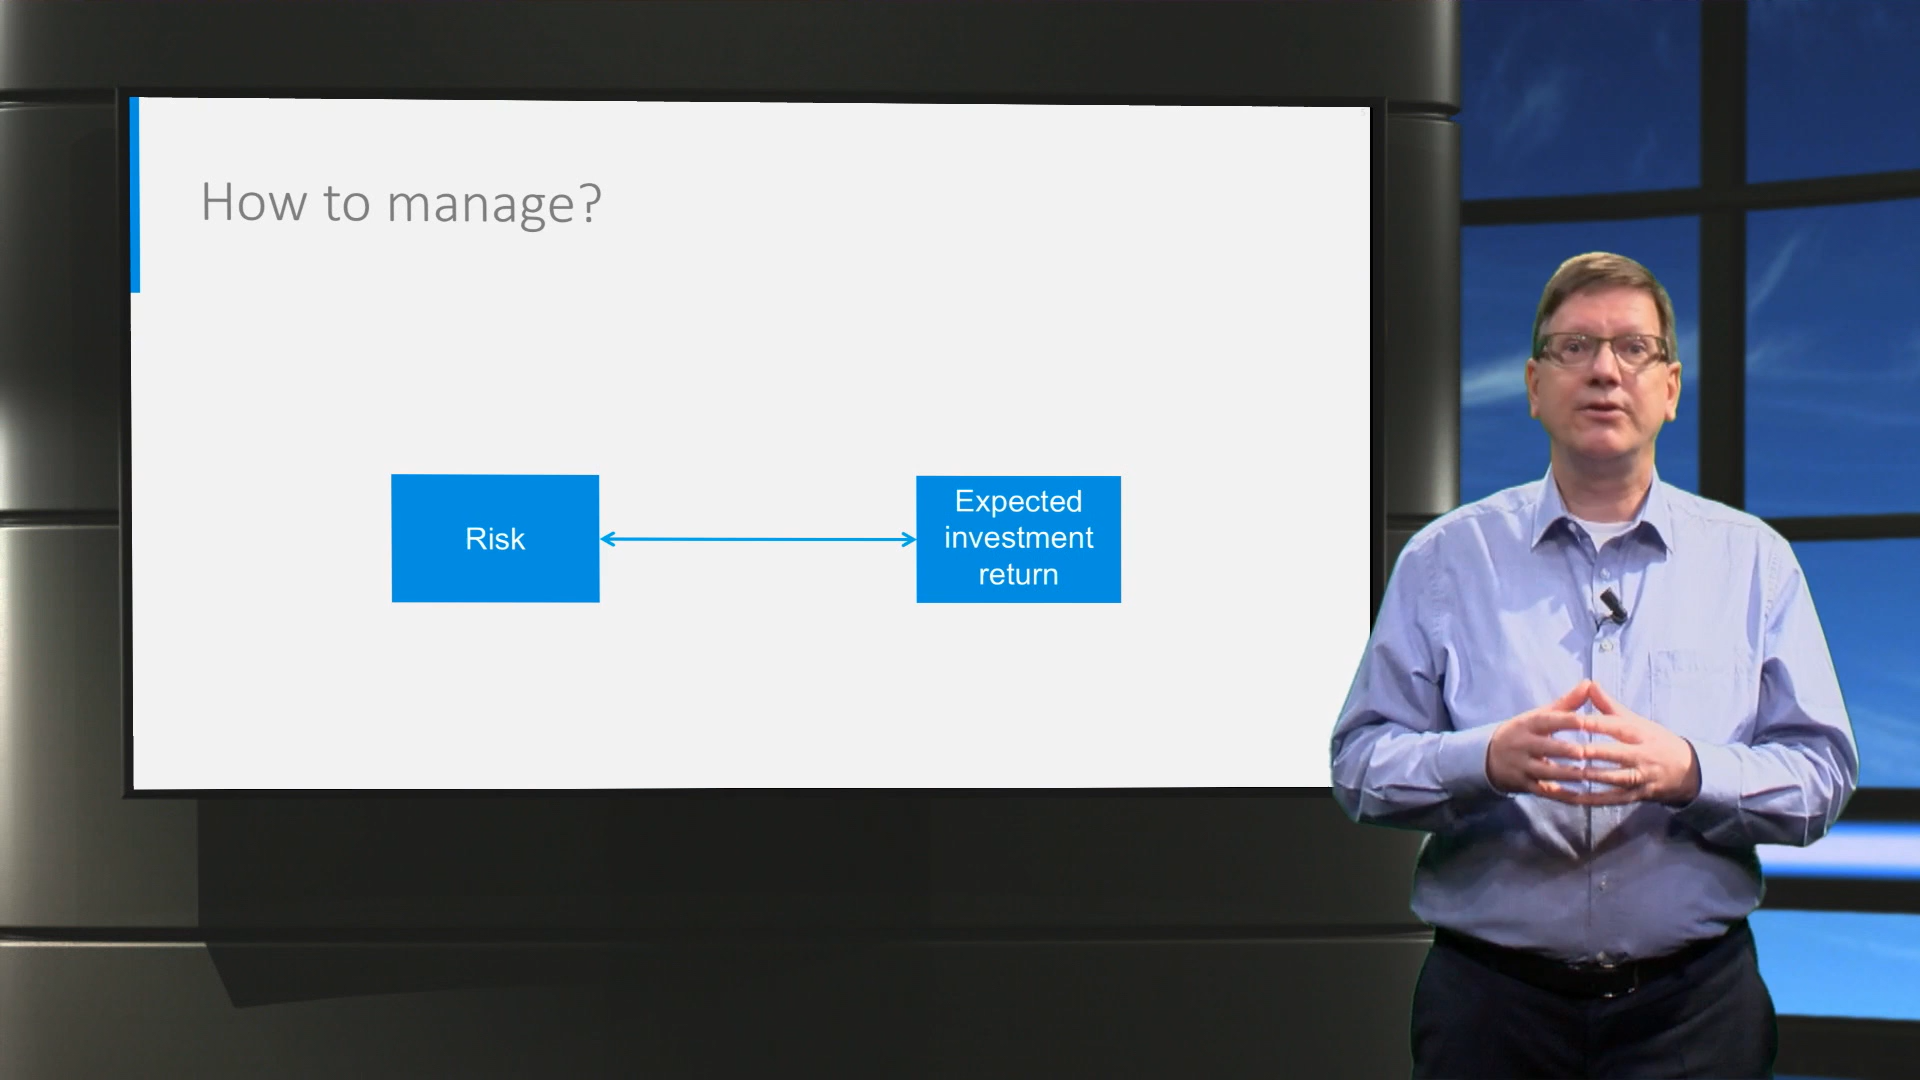 How to manage?
Risk
Expected
investment
return